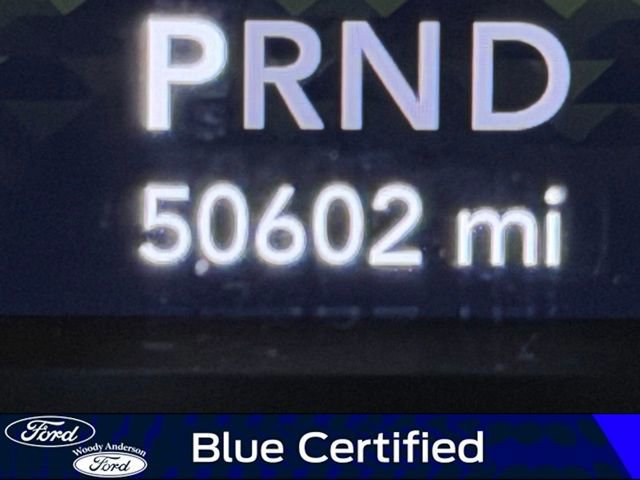 PRND
50602 mi
Ford
Woody Anderson
Ford
Blue Certified